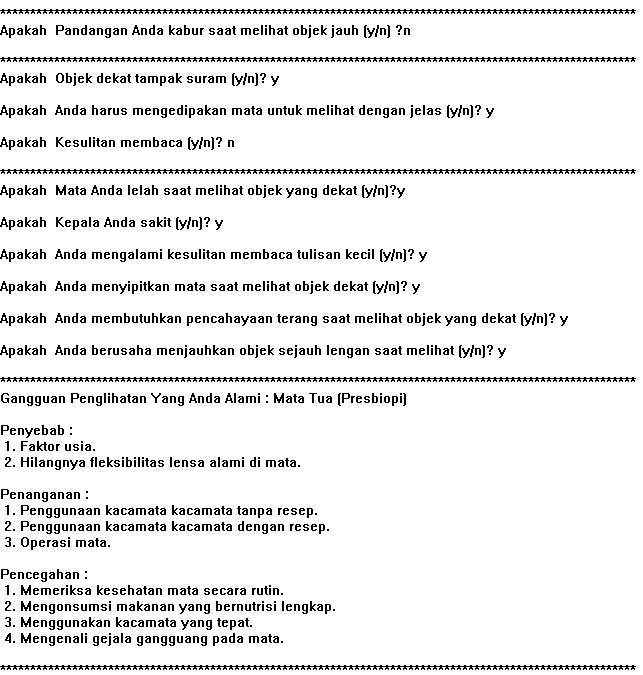 ********************************************************************************************************
Apakah  Pandangan Anda kabur saat melihat objek jauh (y/n) ?n
********************************************************************************************************
Apakah  Objek dekat tampak suram (y/n)? y
Apakah  Anda harus mengedipakan mata untuk melihat dengan jelas (y/n)? y
Apakah  Kesulitan membaca (y/n)? n
********************************************************************************************************
Apakah  Mata Anda lelah saat melihat objek yang dekat (y/n)?y
Apakah  Kepala Anda sakit (y/n)? y
Apakah  Anda mengalami kesulitan membaca tulisan kecil (y/n)? y
Apakah  Anda menyipitkan mata saat melihat objek dekat (y/n)? y
Apakah  Anda membutuhkan pencahayaan terang saat melihat objek yang dekat (y/n)? y
Apakah  Anda berusaha menjauhkan objek sejauh lengan saat melihat (y/n)? y
********************************************************************************************************
Gangguan Penglihatan Yang Anda Alami : Mata Tua (Presbiopi)
Penyebab :
1. Faktor usia.
2. Hilangnya fleksibilitas lensa alami di mata.
Penanganan :
1. Penggunaan kacamata kacamata tanpa resep.
2. Penggunaan kacamata kacamata dengan resep.
3. Operasi mata.
Pencegahan :
1. Memeriksa kesehatan mata secara rutin.
2. Mengonsumsi makanan yang bernutrisi lengkap.
3. Menggunakan kacamata yang tepat.
4. Mengenali gejala gangguang pada mata.
********************************************************************************************************